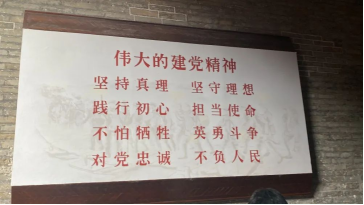 伟大的建党精神
坚持真理 坚守理想
践行初心 担当使命
不怕牺牲 英勇斗争
对党忠诚 不负人民